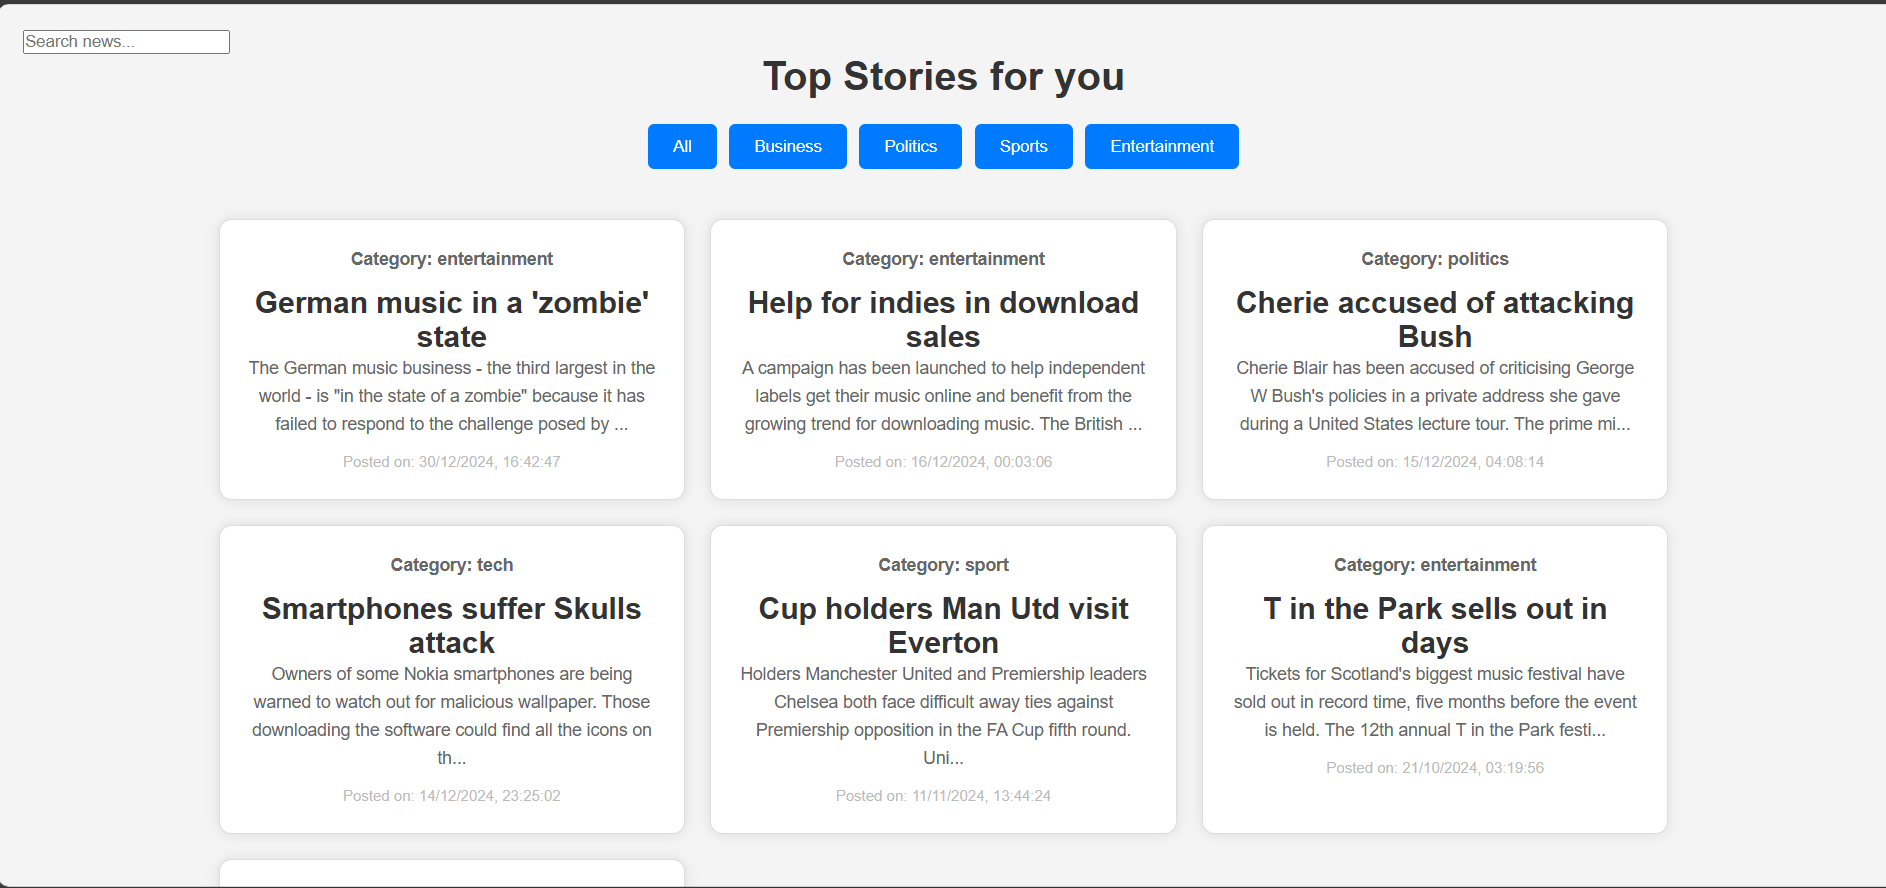 Search news...
Top Stories for you
All
Business
Politics
Sports
Entertainment
Category: entertainment
German music in a 'zombie'
state
The German music business - the third largest in the
world - is "in the state of a zombie" because it has
failed to respond to the challenge posed by ...
Posted on: 30/12/2024, 16:42:47
Category: entertainment
Help for indies in download
sales
A campaign has been launched to help independent
labels get their music online and benefit from the
growing trend for downloading music. The British ...
Posted on: 16/12/2024, 00:03:06
Category: politics
Cherie accused of attacking
Bush
Cherie Blair has been accused of criticising George
W Bush's policies in a private address she gave
during a United States lecture tour. The prime mi...
Posted on: 15/12/2024, 04:08:14
Category: tech
Smartphones suffer Skulls
attack
Owners of some Nokia smartphones are being
warned to watch out for malicious wallpaper. Those
downloading the software could find all the icons on
th...
Posted on: 14/12/2024, 23:25:02
Category: sport
Cup holders Man Utd visit
Everton
Holders Manchester United and Premiership leaders
Chelsea both face difficult away ties against
Premiership opposition in the FA Cup fifth round.
Uni...
Posted on: 11/11/2024, 13:44:24
Category: entertainment
T in the Park sells out in
days
Tickets for Scotland's biggest music festival have
sold out in record time, five months before the event
is held. The 12th annual T in the Park festi...
Posted on: 21/10/2024, 03:19:56